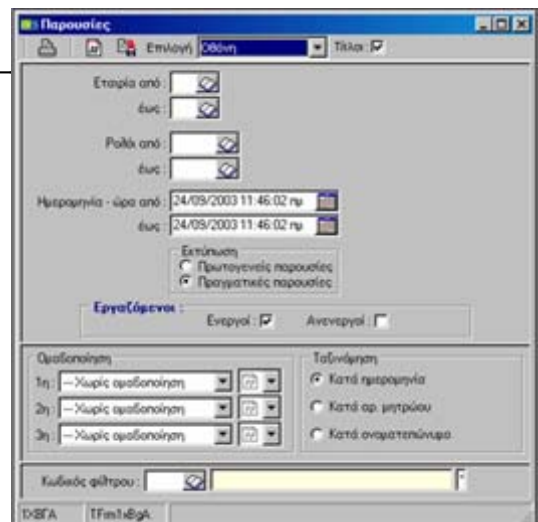 Παρουσίες
Επιλογή Οθόνη Τίτλοι :
Εταιρία από :
έως :
Ρολόι από :
έως :
Ημερομηνία - ώρα από : 24/09/2003 11:46:02 πμ
έως : 24/09/2003 11:46:02 πμ
Εκτύπωση
Πρωτογενείς παρουσίες
Πραγματικές παρουσίες
Εργαζόμενοι :
Ενεργοί : Ανενεργοί :
Ομαδοποίηση
1η : --Χωρίς ομαδοποίηση
2η : --Χωρίς ομαδοποίηση
3η : --Χωρίς ομαδοποίηση
Ταξινόμηση
Κατά ημερομηνία
Κατά αρ. μητρώου
Κατά ονοματεπώνυμο
Κωδικός φίλτρου :
1XBΓA TFrm1xBgA